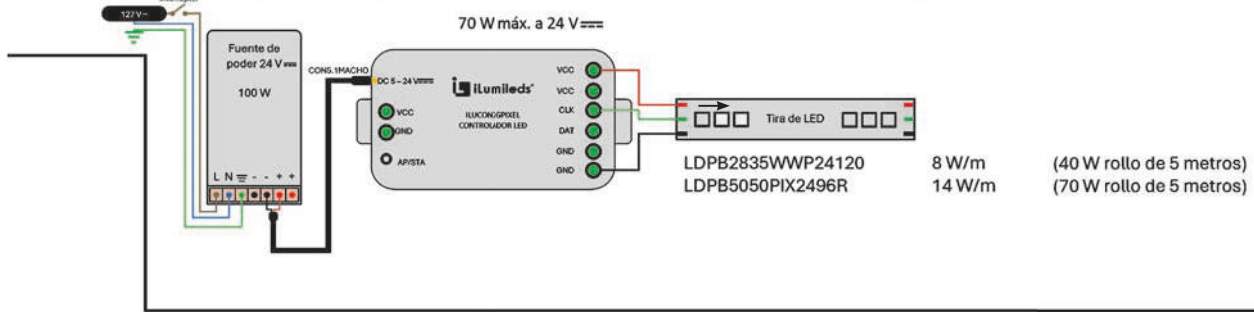 127 V~
70 W máx. a 24 V
Fuente de
poder 24 V
100 W
L N - - + +
CON5.1MACHO
DC 5 – 24 V
VCC
GND
AP/STA
iLumileds
ILUCONGPIXEL
CONTROLADOR LED
VCC
VCC
CLK
DAT
GND
GND
Tira de LED
LDPB2835WWP24120 8 W/m (40 W rollo de 5 metros)
LDPB5050PIX2496R 14 W/m (70 W rollo de 5 metros)